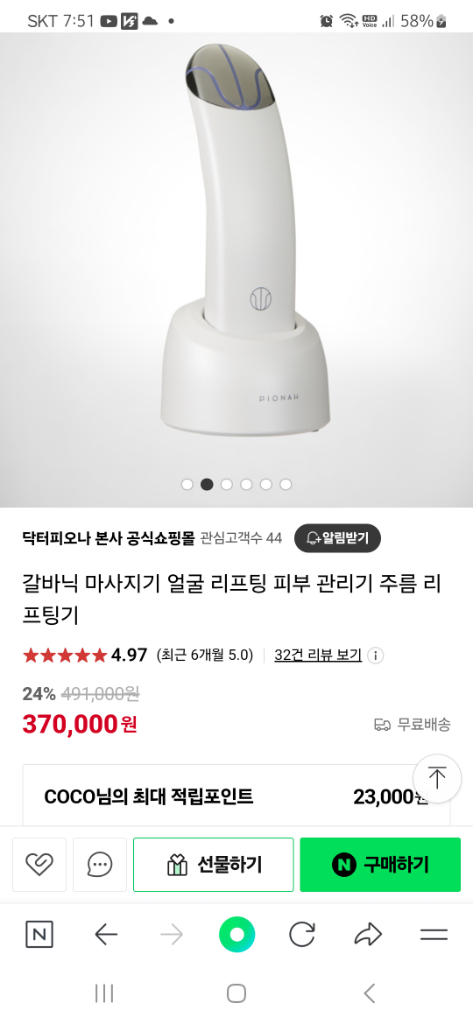 SKT 7:51
HD Voice 58%
PIONAH
닥터피오나 본사 공식쇼핑몰 관심고객수 44 알림받기
갈바닉 마사지기 얼굴 리프팅 피부 관리기 주름 리
프팅기
4.97 (최근 6개월 5.0) 32건 리뷰 보기
24% 491,000원
370,000원 무료배송
COCO님의 최대 적립포인트 23,000원
선물하기 N 구매하기
N